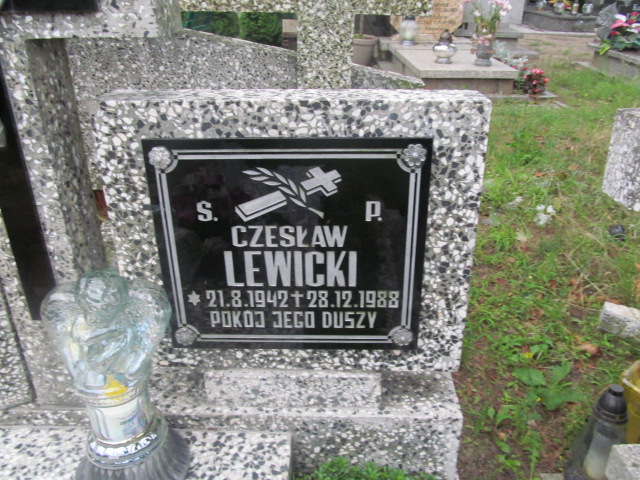 Ś. P.
CZESŁAW
LEWICKI
* 21.8.1942 † 28.12.1988
POKÓJ JEGO DUSZY